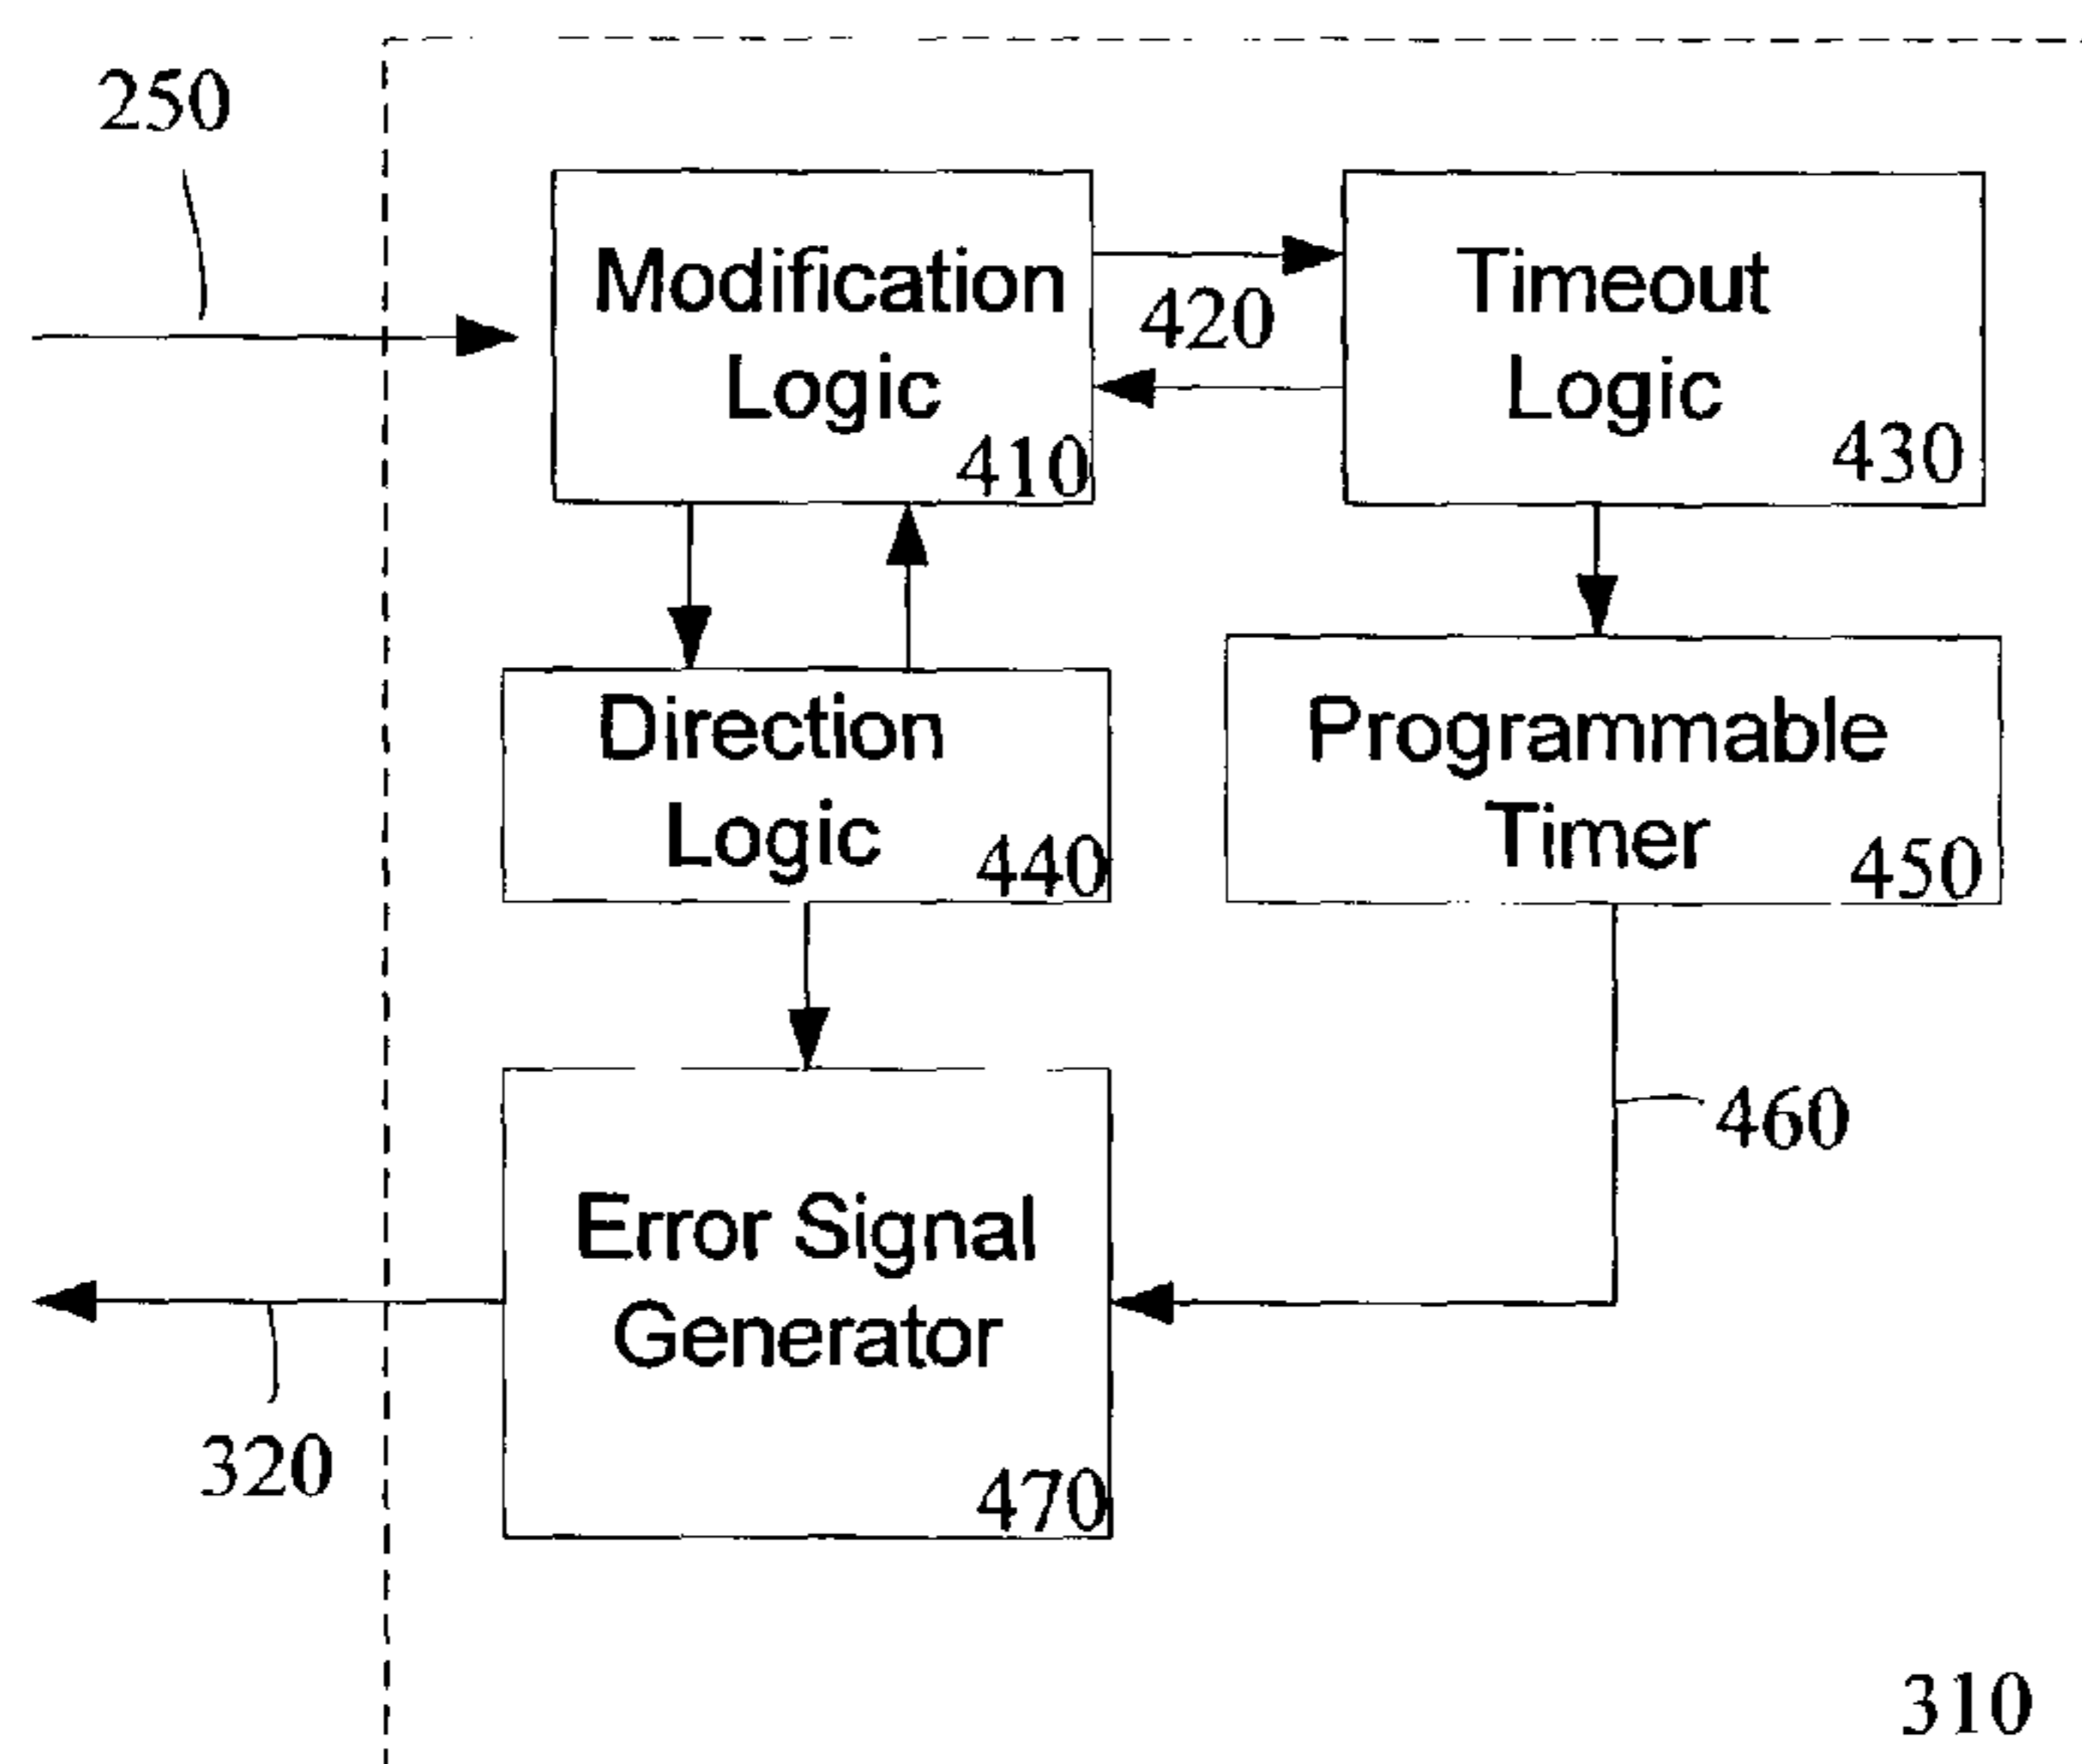 250
Modification
Logic
410
420
Timeout
Logic
430
Direction
Logic
440
Programmable
Timer
450
460
Error Signal
Generator
470
320
310